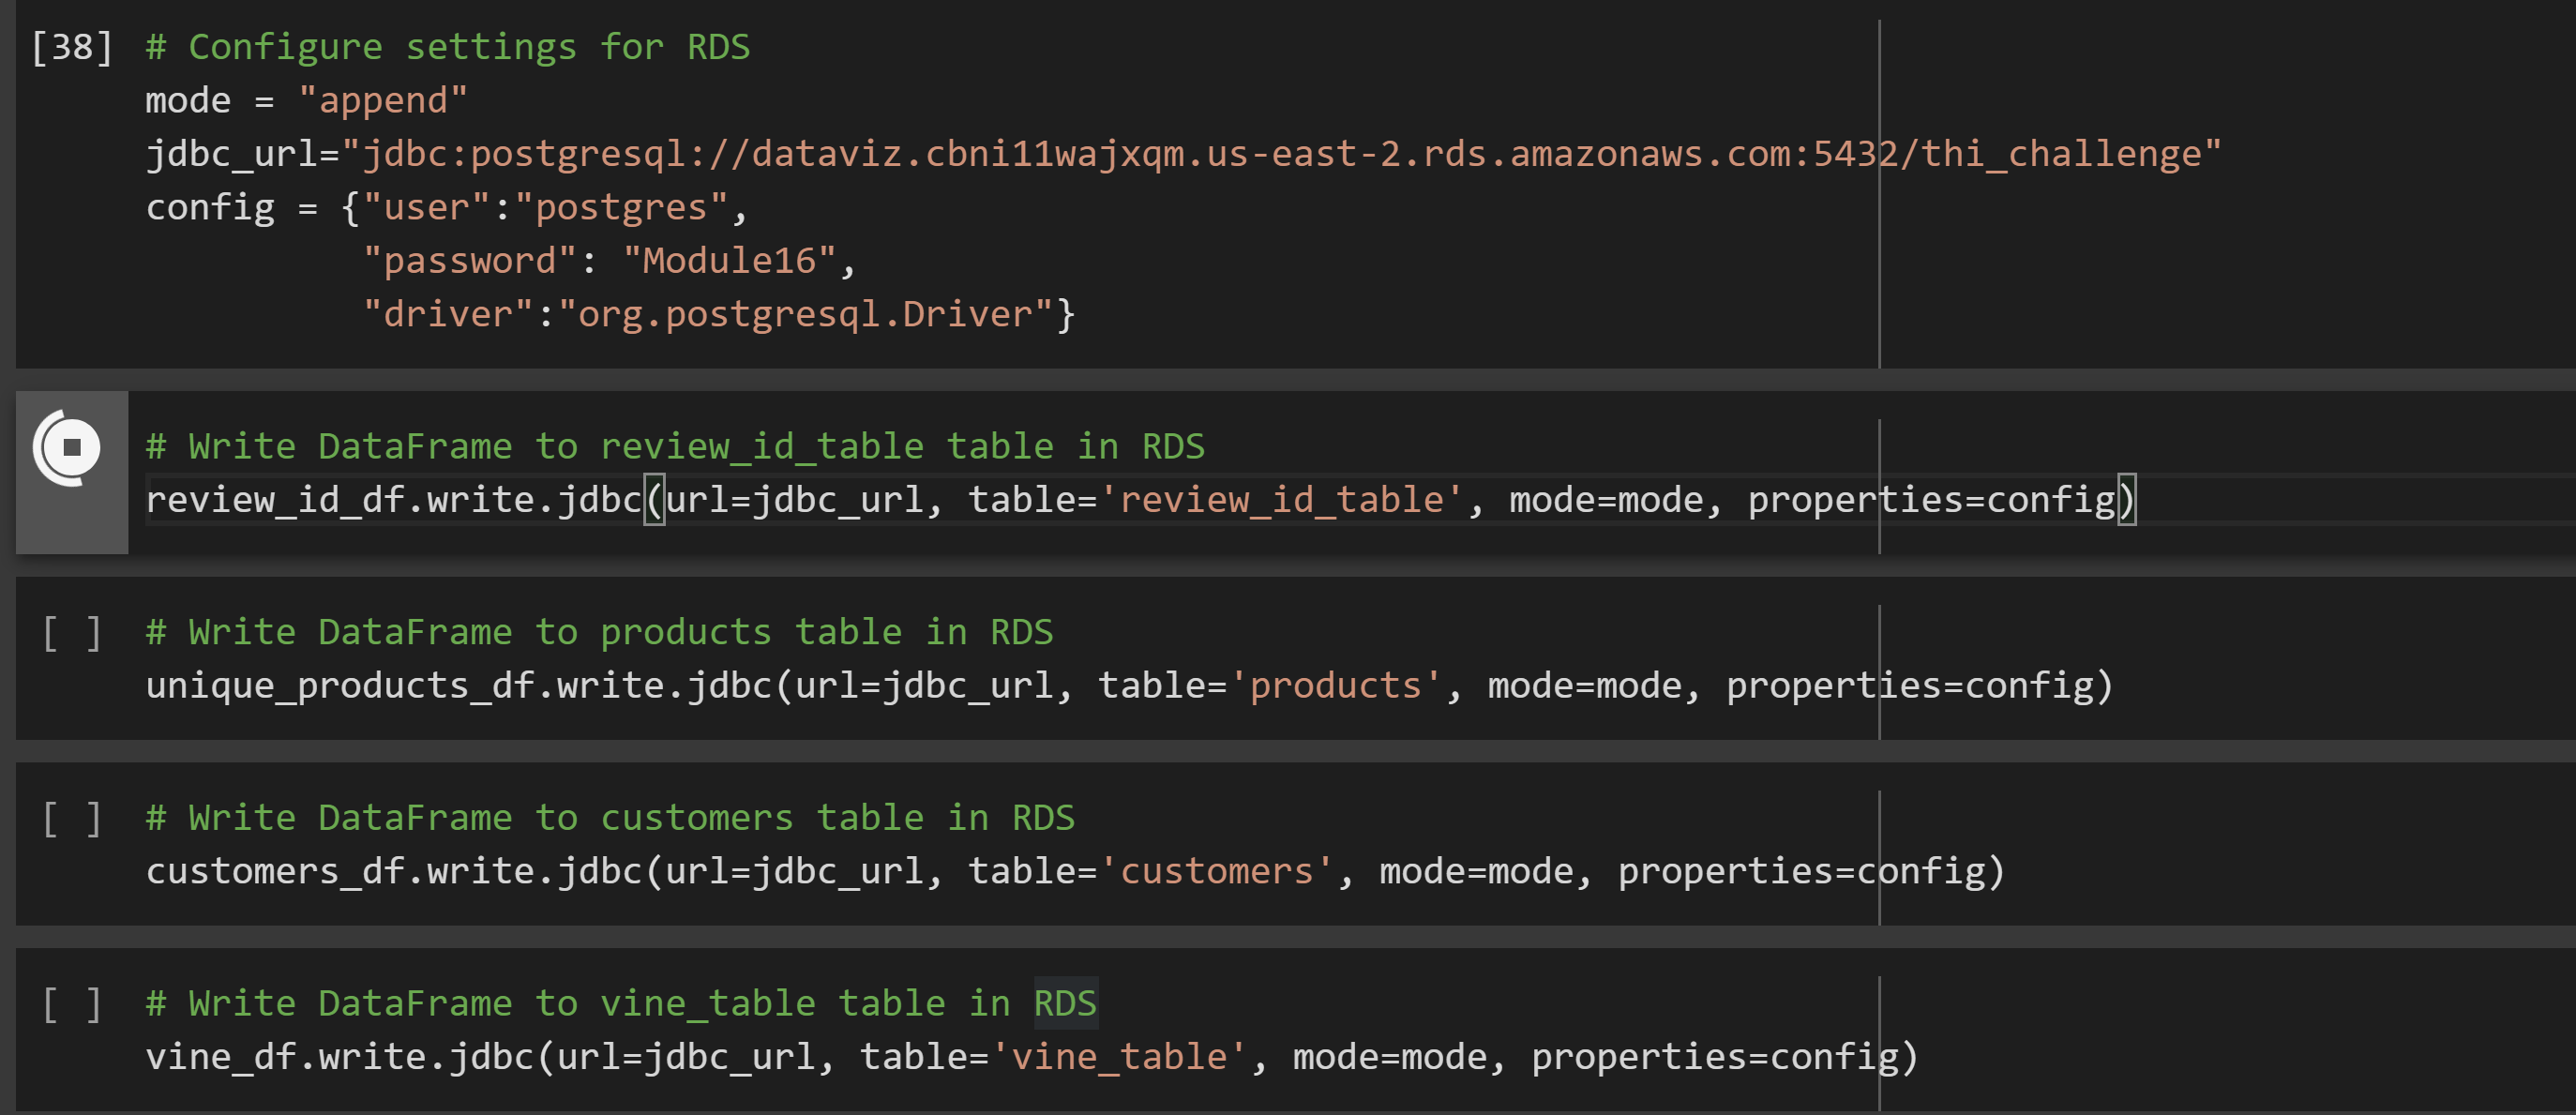 [38] # Configure settings for RDS
mode = "append"
jdbc_url="jdbc:postgresql://dataviz.cbni11wajxqm.us-east-2.rds.amazonaws.com:5432/thi_challenge"
config = {"user":"postgres",
"password": "Module16",
"driver":"org.postgresql.Driver"}
# Write DataFrame to review_id_table table in RDS
review_id_df.write.jdbc(url=jdbc_url, table='review_id_table', mode=mode, properties=config)
[ ] # Write DataFrame to products table in RDS
unique_products_df.write.jdbc(url=jdbc_url, table='products', mode=mode, properties=config)
[ ] # Write DataFrame to customers table in RDS
customers_df.write.jdbc(url=jdbc_url, table='customers', mode=mode, properties=config)
[ ] # Write DataFrame to vine_table table in RDS
vine_df.write.jdbc(url=jdbc_url, table='vine_table', mode=mode, properties=config)